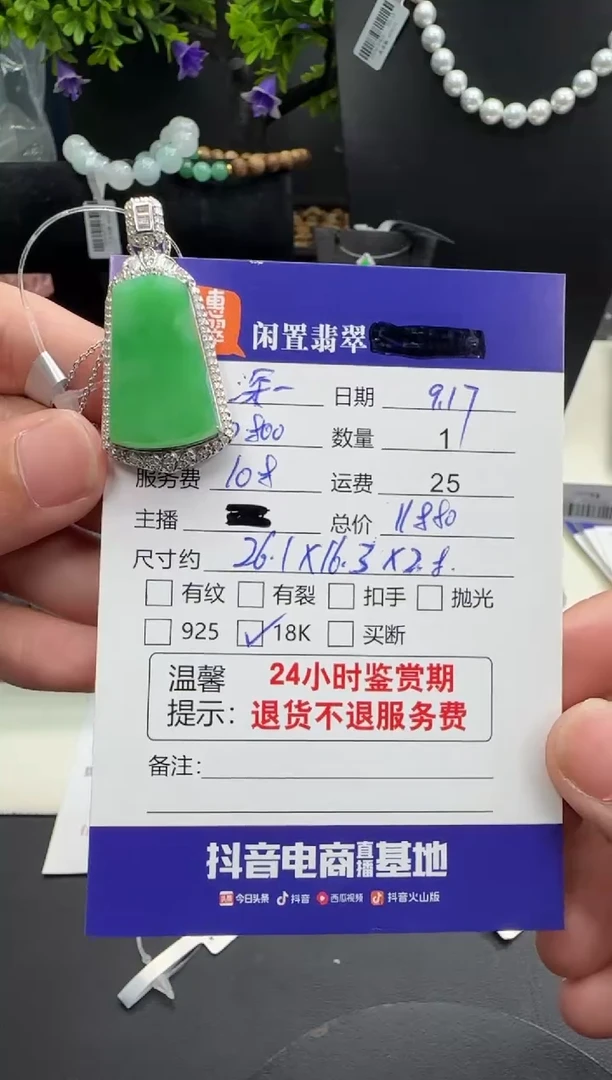 闲置翡翠
深一 日期 9.17
800 数量 1
服务费 108 运费 25
主播 总价 11880
尺寸约 26.1X16.3X2.8.
有纹 有裂 扣手 抛光
925 18K 买断
温馨 24小时鉴赏期
提示: 退货不退服务费
备注:
抖音电商直播基地
今日头条 抖音 西瓜视频 抖音火山版